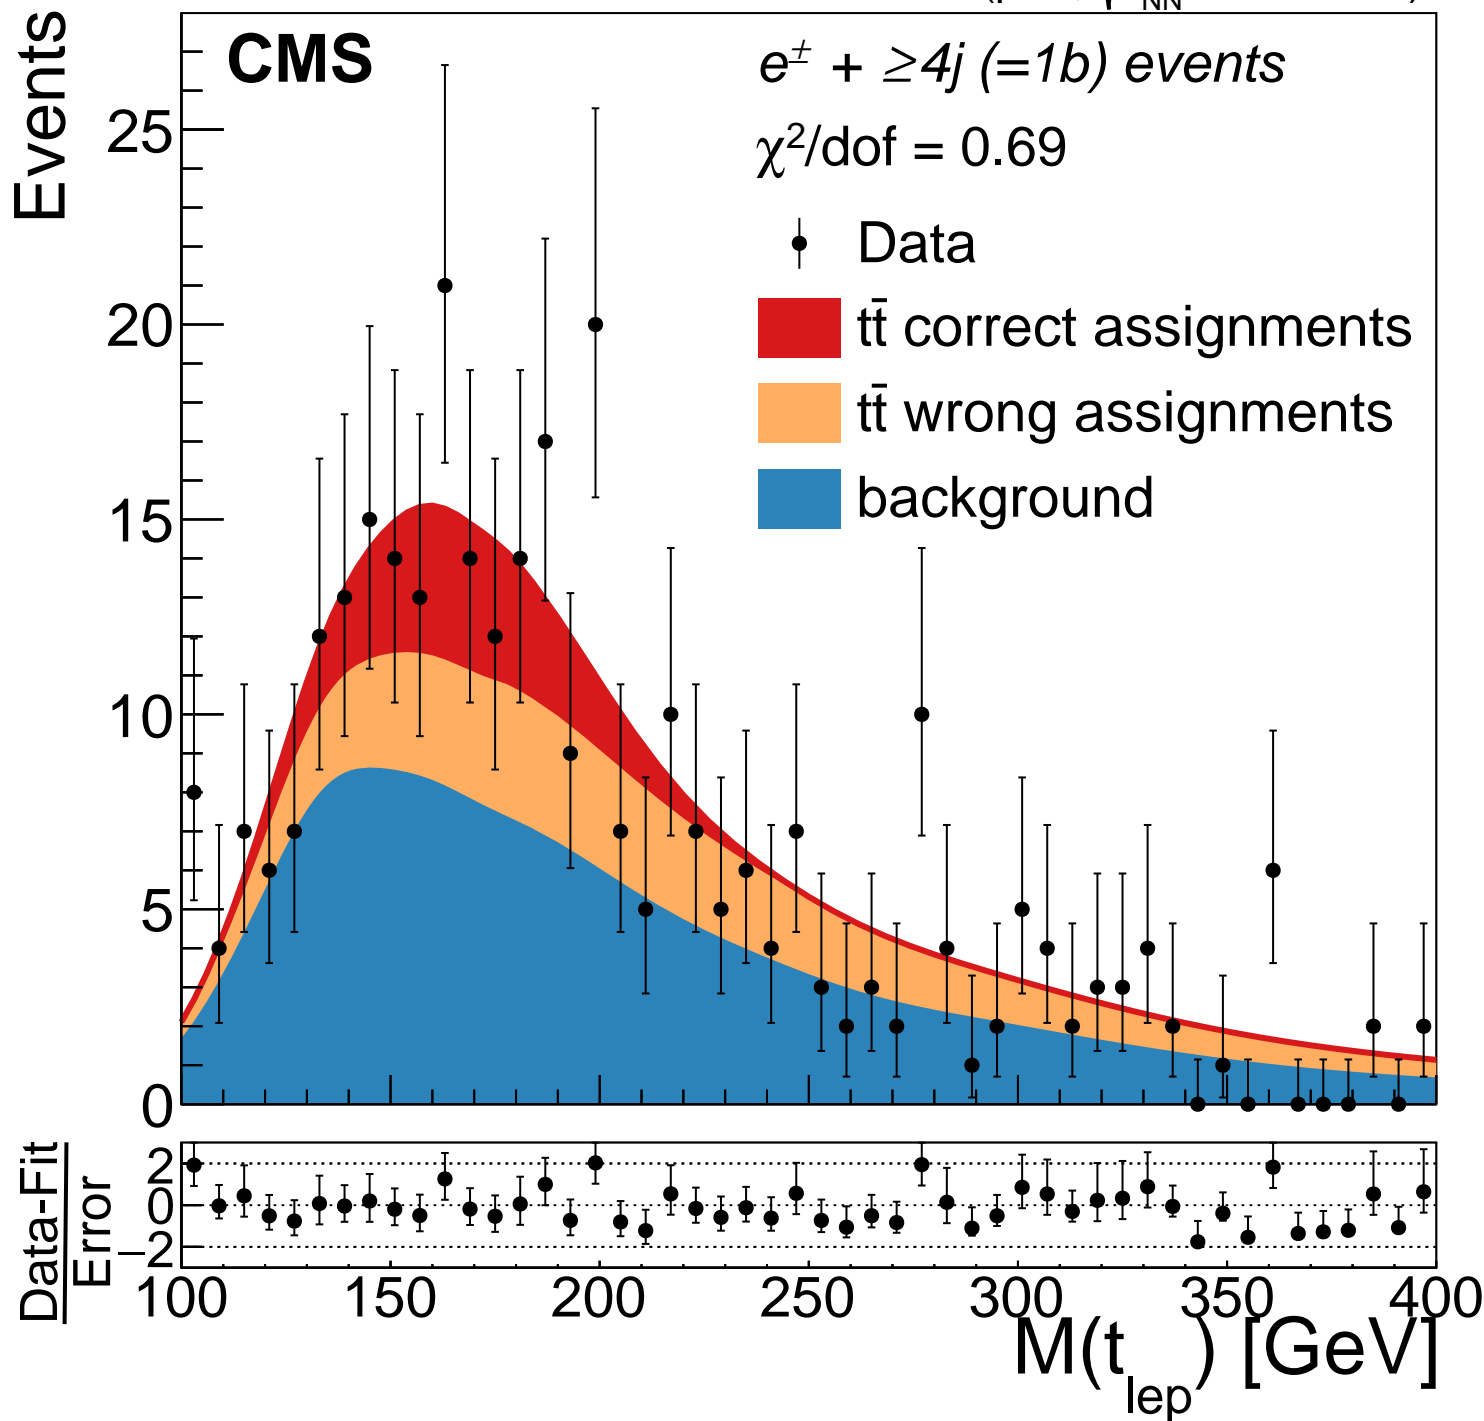 CMS
e± + ≥4j (=1b) events
χ²/dof = 0.69
Data
tt̄ correct assignments
tt̄ wrong assignments
background
Events
25
20
15
10
5
0
Data-Fit
Error
2
0
−2
100 150 200 250 300 350 400
M(t_lep) [GeV]